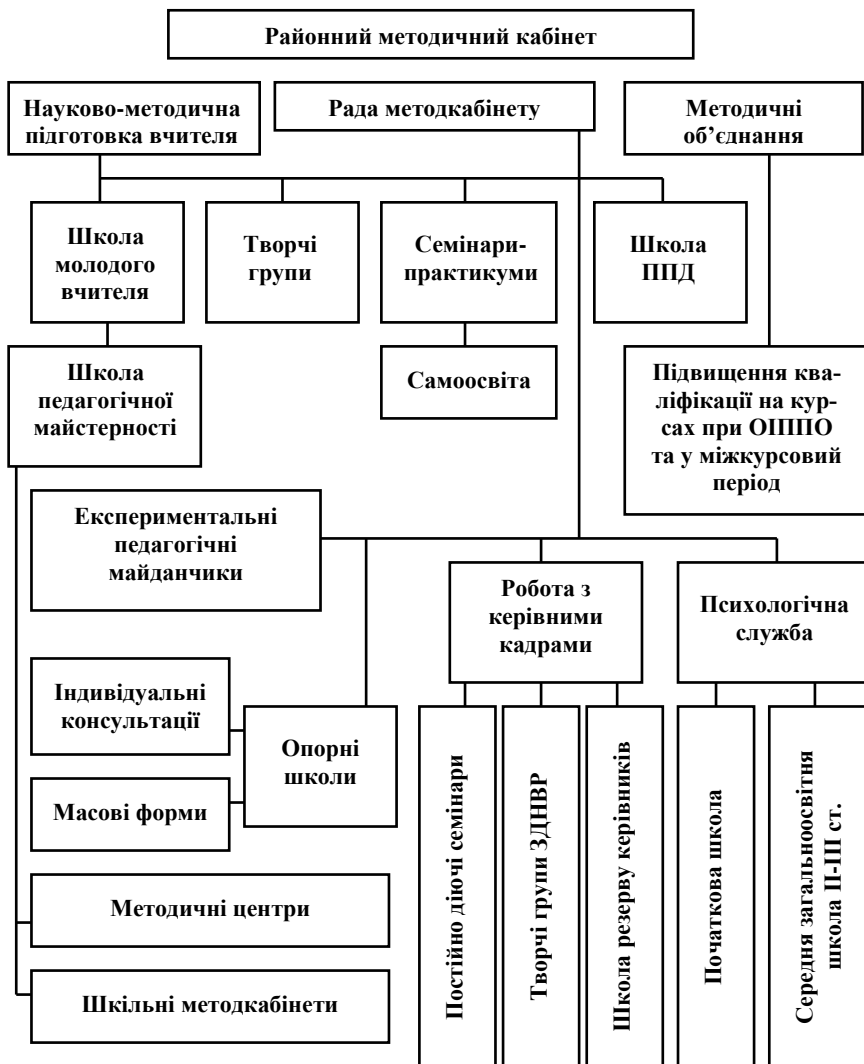 Районний методичний кабінет
Науково-методична
підготовка вчителя
Рада методкабінету
Методичні
об’єднання
Школа
молодого
вчителя
Творчі
групи
Семінари-
практикуми
Школа
ППД
Школа
педагогічної
майстерності
Самоосвіта
Підвищення ква-
ліфікації на кур-
сах при ОІППО
та у міжкурсовий
період
Експериментальні
педагогічні
майданчики
Робота з
керівними
кадрами
Психологічна
служба
Індивідуальні
консультації
Опорні
школи
Масові форми
Методичні центри
Шкільні методкабінети
Постійно діючі семінари
Творчі групи ЗДНВР
Школа резерву керівників
Початкова школа
Середня загальноосвітня
школа ІІ-ІІІ ст.